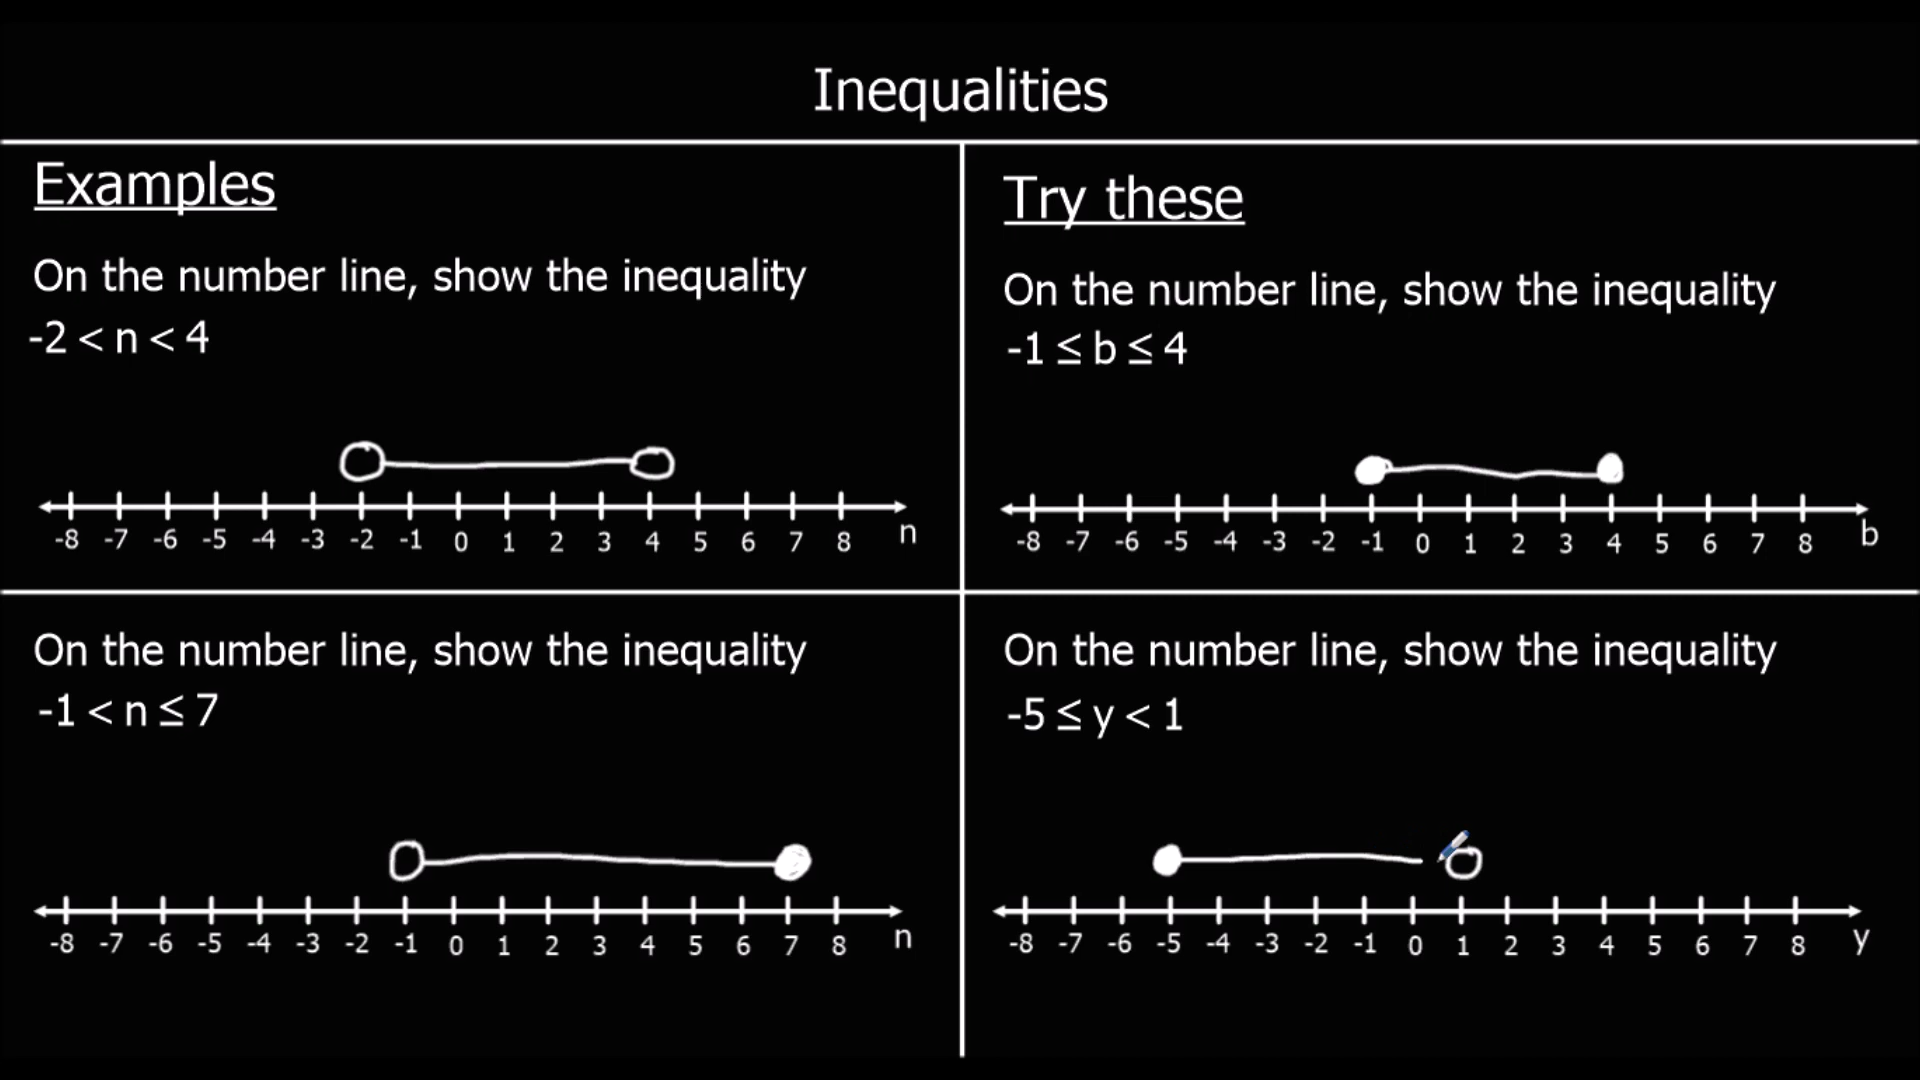 Inequalities
Examples
On the number line, show the inequality
-2 < n < 4
-8 -7 -6 -5 -4 -3 -2 -1 0 1 2 3 4 5 6 7 8 n
Try these
On the number line, show the inequality
-1 ≤ b ≤ 4
-8 -7 -6 -5 -4 -3 -2 -1 0 1 2 3 4 5 6 7 8 b
On the number line, show the inequality
-1 < n ≤ 7
-8 -7 -6 -5 -4 -3 -2 -1 0 1 2 3 4 5 6 7 8 n
On the number line, show the inequality
-5 ≤ y < 1
-8 -7 -6 -5 -4 -3 -2 -1 0 1 2 3 4 5 6 7 8 y